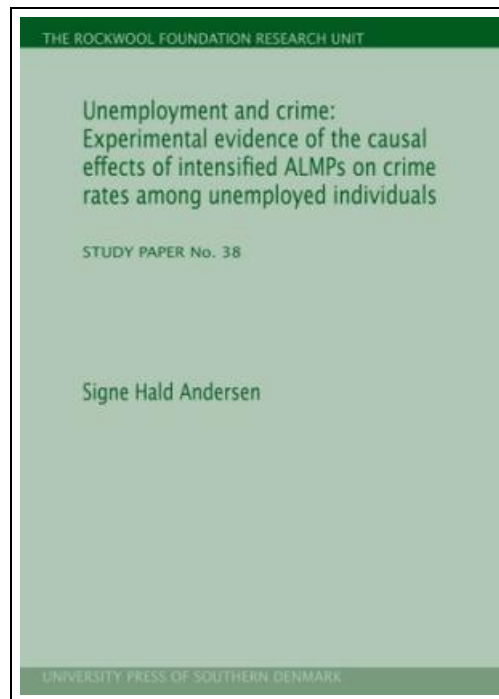 THE ROCKWOOL FOUNDATION RESEARCH UNIT
Unemployment and crime:
Experimental evidence of the causal
effects of intensified ALMPs on crime
rates among unemployed individuals
STUDY PAPER No. 38
Signe Hald Andersen
UNIVERSITY PRESS OF SOUTHERN DENMARK